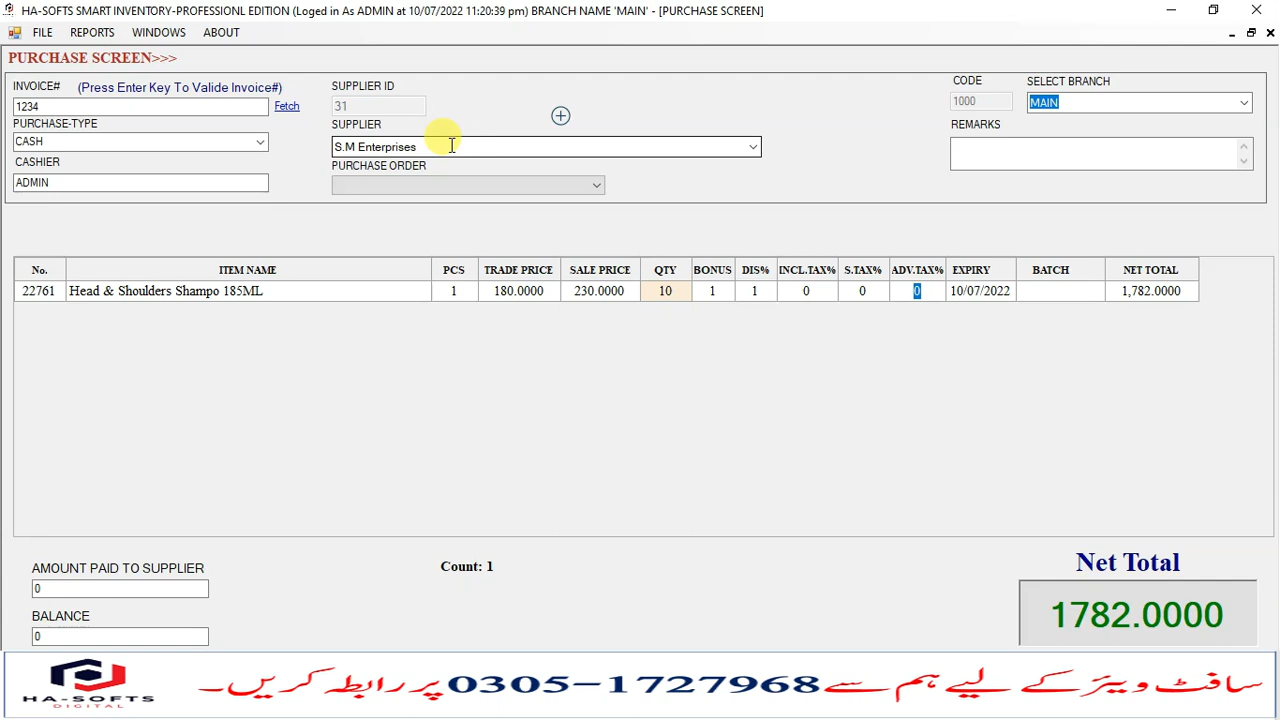 HA-SOFTS SMART INVENTORY-PROFESSIONL EDITION (Loged in As ADMIN at 10/07/2022 11:20:39 pm) BRANCH NAME 'MAIN' - [PURCHASE SCREEN]
FILE REPORTS WINDOWS ABOUT
PURCHASE SCREEN>>>
INVOICE# (Press Enter Key To Valide Invoice#)
1234 Fetch
PURCHASE-TYPE
CASH
CASHIER
ADMIN
SUPPLIER ID
31
SUPPLIER
S.M Enterprises
PURCHASE ORDER
CODE SELECT BRANCH
1000 MAIN
REMARKS
No. ITEM NAME PCS TRADE PRICE SALE PRICE QTY BONUS DIS% INCL.TAX% S.TAX% ADV.TAX% EXPIRY BATCH NET TOTAL
22761 Head & Shoulders Shampo 185ML 1 180.0000 230.0000 10 1 1 0 0 0 10/07/2022 1,782.0000
AMOUNT PAID TO SUPPLIER
0
BALANCE
0
Count: 1
Net Total
1782.0000
HA-SOFTS
DIGITAL
سافٹ ویئر کے لیے ہم سے 0305-1727968 پر رابطہ کریں۔